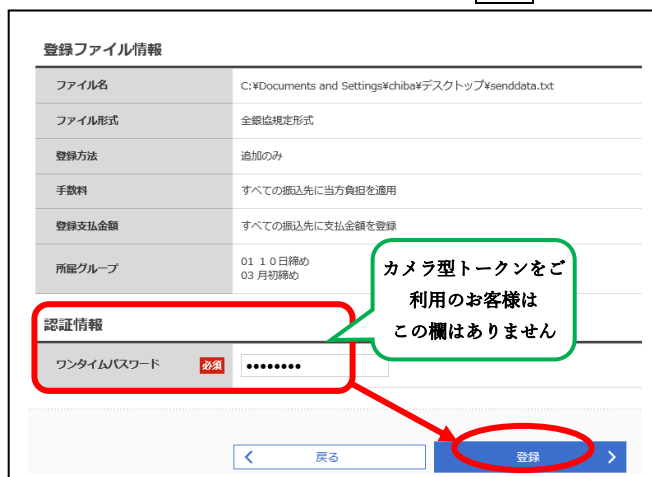 登録ファイル情報
ファイル名 C:¥Documents and Settings¥chiba¥デスクトップ¥senddata.txt
ファイル形式 全銀協規定形式
登録方法 追加のみ
手数料 すべての振込先に当方負担を適用
登録支払金額 すべての振込先に支払金額を登録
所属グループ 01 10日締め
03 月初締め
カメラ型トークンをご
利用のお客様は
この欄はありません
認証情報
ワンタイムパスワード 必須 ••••••••
戻る 登録